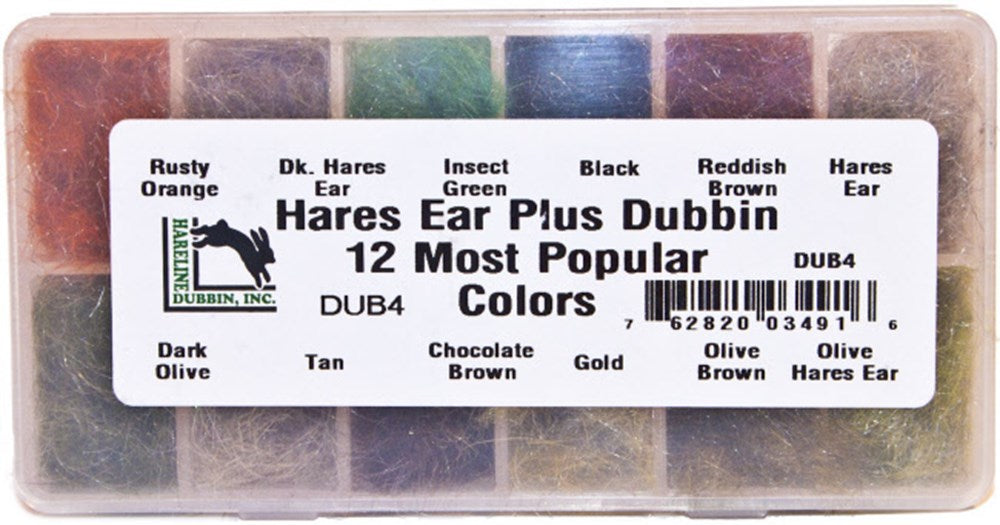 Rusty Orange
Dk. Hares Ear
Insect Green
Black
Reddish Brown
Hares Ear
Hares Ear Plus Dubbin
12 Most Popular
Colors
HARELINE
DUBBIN, INC.
DUB4
DUB4
7 62820 03491 6
Dark Olive
Tan
Chocolate Brown
Gold
Olive Brown
Olive Hares Ear